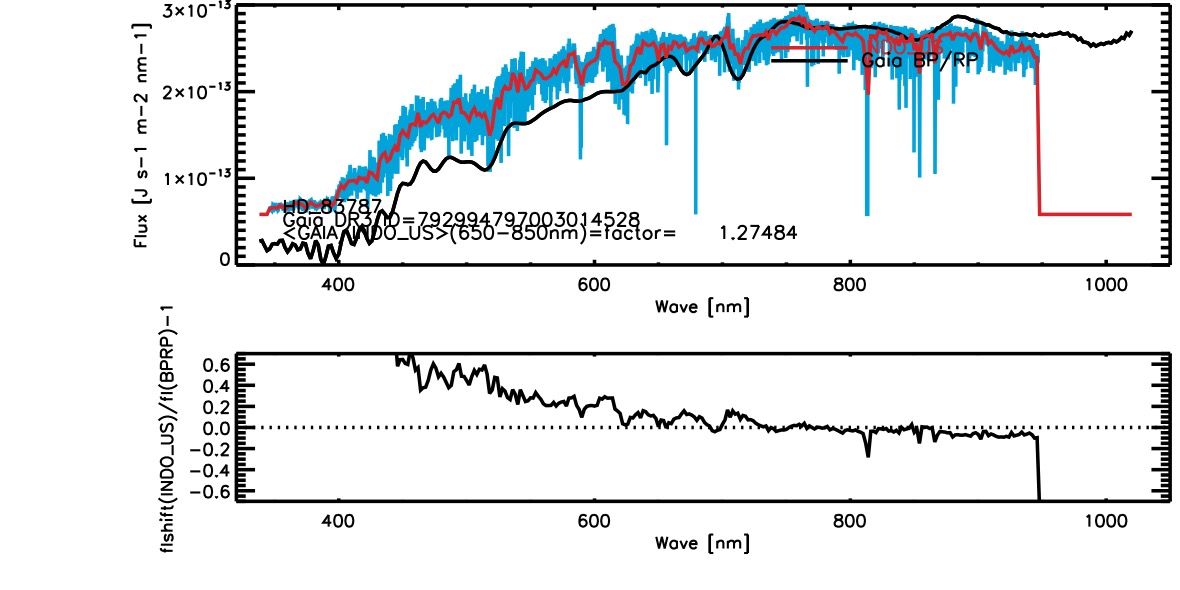 3×10−13
2×10−13
1×10−13
0
Flux [J s−1 m−2 nm−1]
Gaia BP/RP
HD_83787
Gaia DR3/ID=7929947970030 14528
<GAIA/INDO_US>(650−850nm)=factor= 1.27484
400 600 800 1000
Wave [nm]
flshift(INDO_US)/fl(BPRP)−1
0.6
0.4
0.2
0.0
−0.2
−0.4
−0.6
400 600 800 1000
Wave [nm]